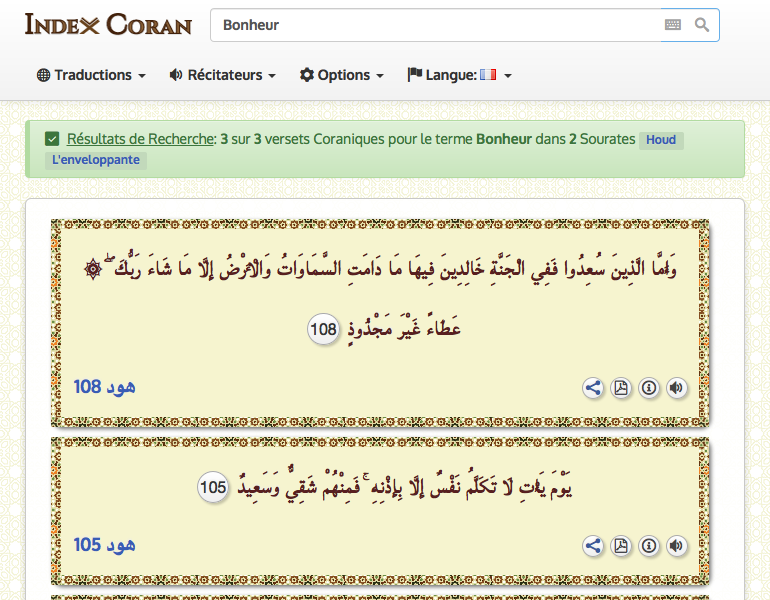 Index Coran
Bonheur
Traductions Récitateurs Options Langue:
Résultats de Recherche: 3 sur 3 versets Coraniques pour le terme Bonheur dans 2 Sourates Houd
L'enveloppante
وَأَمَّا الَّذِينَ سُعِدُوا فَفِي الْجَنَّةِ خَالِدِينَ فِيهَا مَا دَامَتِ السَّمَاوَاتُ وَالْأَرْضُ إِلَّا مَا شَاءَ رَبُّكَ ۖ ۞
عَطَاءً غَيْرَ مَجْذُوذٍ 108
هود 108
يَوْمَ يَأْتِ لَا تَكَلَّمُ نَفْسٌ إِلَّا بِإِذْنِهِ ۚ فَمِنْهُمْ شَقِيٌّ وَسَعِيدٌ 105
هود 105